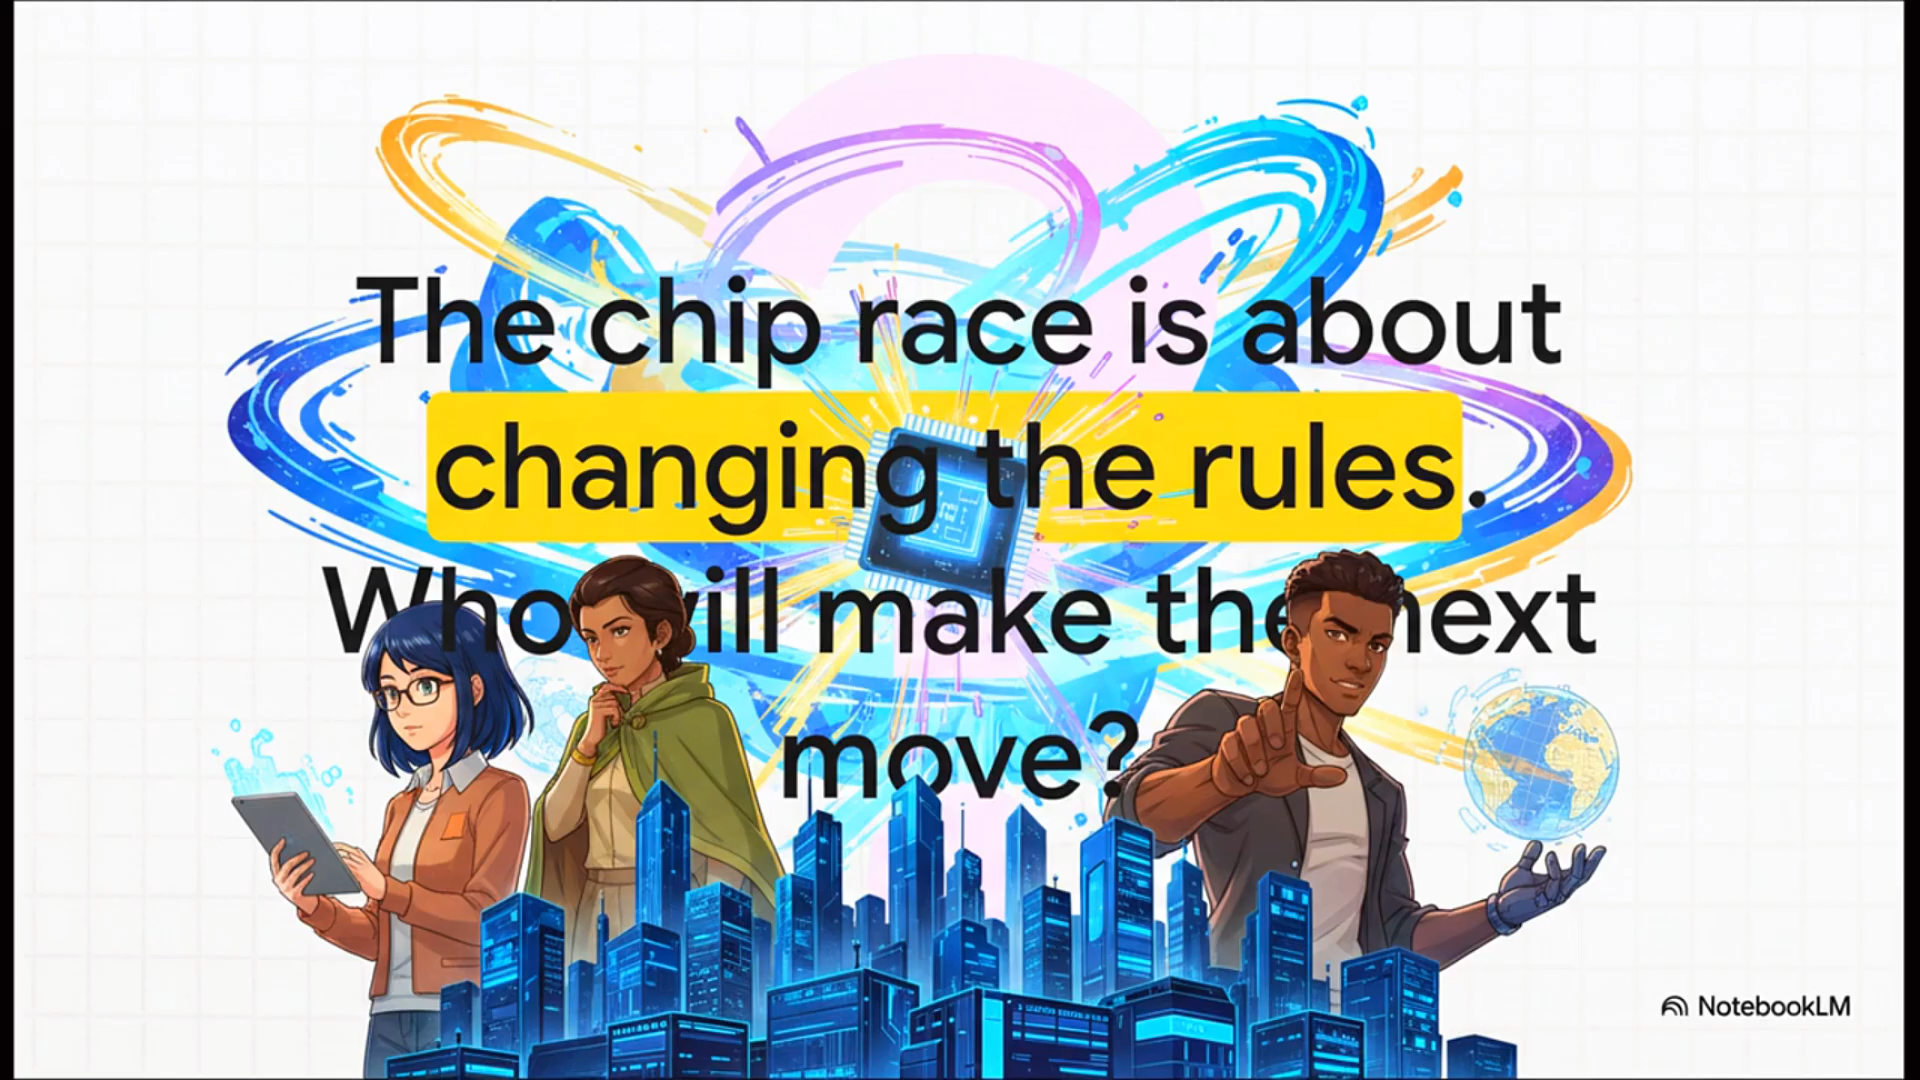 The chip race is about
changing the rules.
Who will make the next
move?
NotebookLM